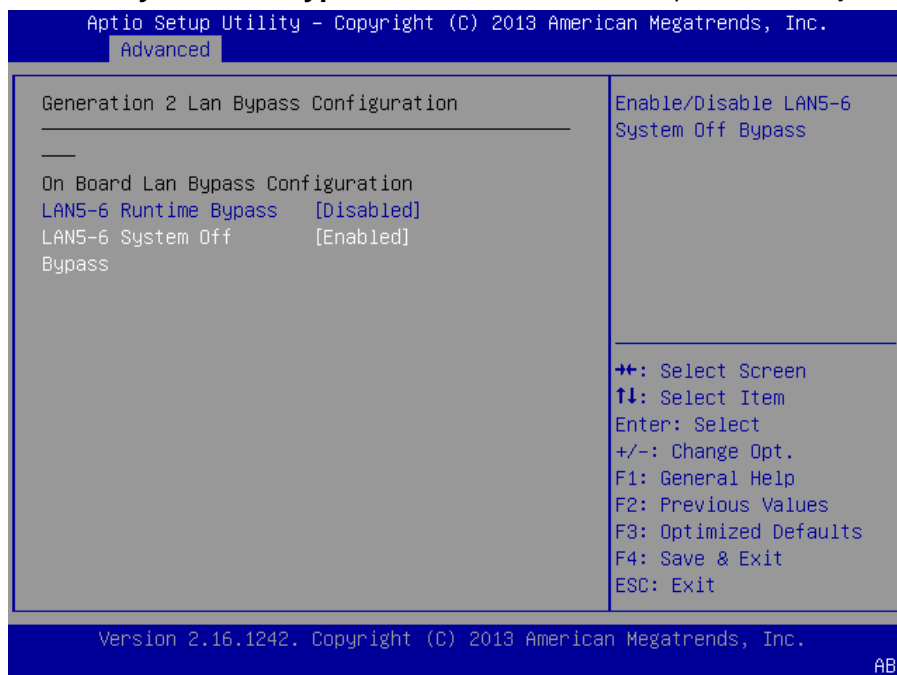 Aptio Setup Utility – Copyright (C) 2013 American Megatrends, Inc.
Advanced
Generation 2 Lan Bypass Configuration
On Board Lan Bypass Configuration
LAN5-6 Runtime Bypass [Disabled]
LAN5-6 System Off [Enabled]
Bypass
Enable/Disable LAN5-6
System Off Bypass
→←: Select Screen
↑↓: Select Item
Enter: Select
+/-: Change Opt.
F1: General Help
F2: Previous Values
F3: Optimized Defaults
F4: Save & Exit
ESC: Exit
Version 2.16.1242. Copyright (C) 2013 American Megatrends, Inc.
AB